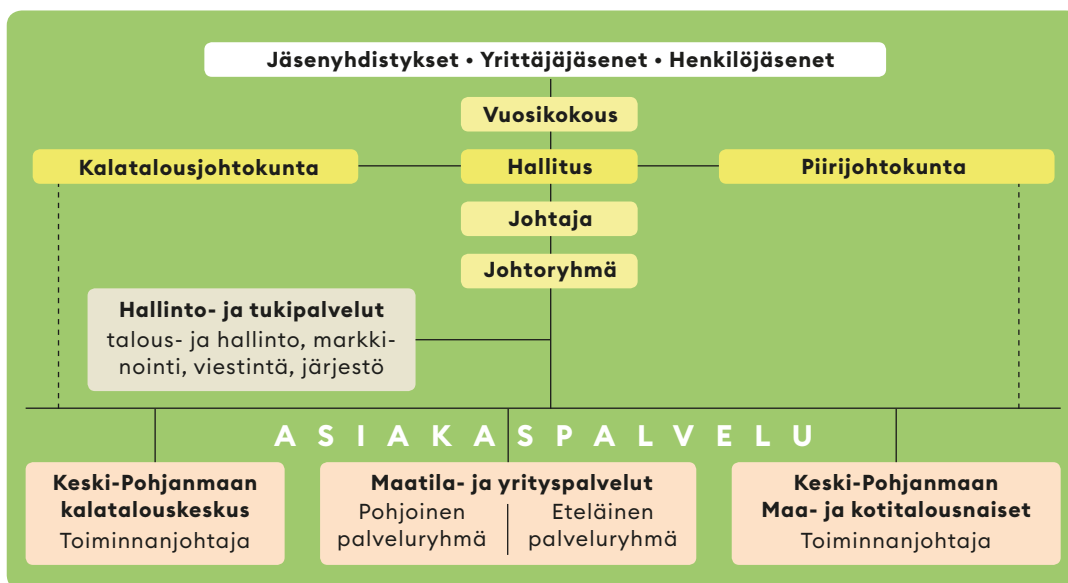 Jäsenyhdistykset • Yrittäjäjäsenet • Henkilöjäsenet
Vuosikokous
Kalatalousjohtokunta
Hallitus
Piirijohtokunta
Johtaja
Johtoryhmä
Hallinto- ja tukipalvelut
talous- ja hallinto, markki-
nointi, viestintä, järjestö
ASIAKASPALVELU
Keski-Pohjanmaan
kalatalouskeskus
Toiminnanjohtaja
Maatila- ja yrityspalvelut
Pohjoinen
palveluryhmä
Eteläinen
palveluryhmä
Keski-Pohjanmaan
Maa- ja kotitalousnaiset
Toiminnanjohtaja